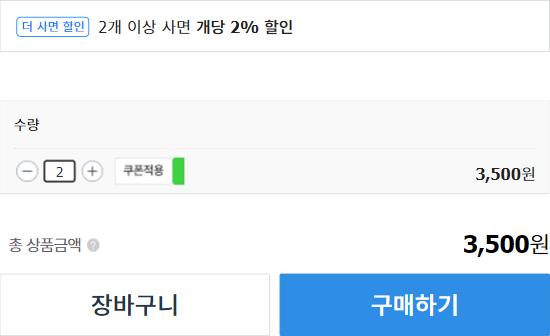 더 사면 할인 2개 이상 사면 개당 2% 할인
수량
2 쿠폰적용 3,500원
총 상품금액 ? 3,500원
장바구니 구매하기